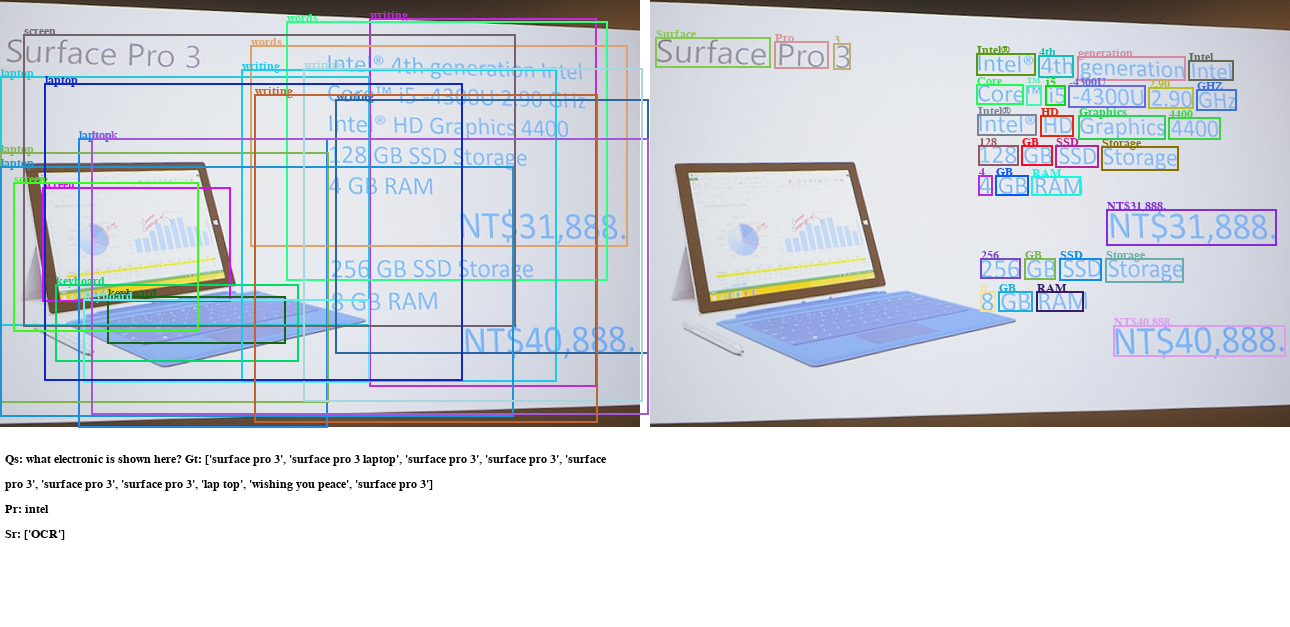 screen
words
writing
Surface Pro 3
words
laptop
laptop
writing
writing
writing
Intel® 4th generation Intel
Core™ i5 -4300U 2.90 GHz
Intel® HD Graphics 4400
128 GB SSD Storage
4 GB RAM
NT$31,888.
256 GB SSD Storage
8 GB RAM
NT$40,888.
laptop
laptop
laptop
screen
screen
keyboard
keyboard
keyboard
Surface Pro 3
Surface Pro 3
Intel® 4th generation Intel
Intel® 4th generation Intel
Core ™ i5 -4300U 2.90 GHZ
Core™ i5 -4300U 2.90 GHz
Intel® HD Graphics 4400
Intel® HD Graphics 4400
128 GB SSD Storage
128 GB SSD Storage
4 GB RAM
4 GB RAM
NT$31,888.
NT$31,888.
256 GB SSD Storage
256 GB SSD Storage
8 GB RAM
8 GB RAM
NT$40,888.
NT$40,888.
Qs: what electronic is shown here? Gt: ['surface pro 3', 'surface pro 3 laptop', 'surface pro 3', 'surface pro 3', 'surface
pro 3', 'surface pro 3', 'surface pro 3', 'lap top', 'wishing you peace', 'surface pro 3']
Pr: intel
Sr: ['OCR']